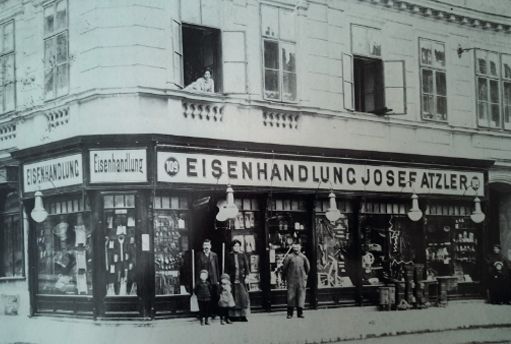 EISENHANDLUNG
Eisenhandlung
109 EISENHANDLUNG JOSEF ATZLER